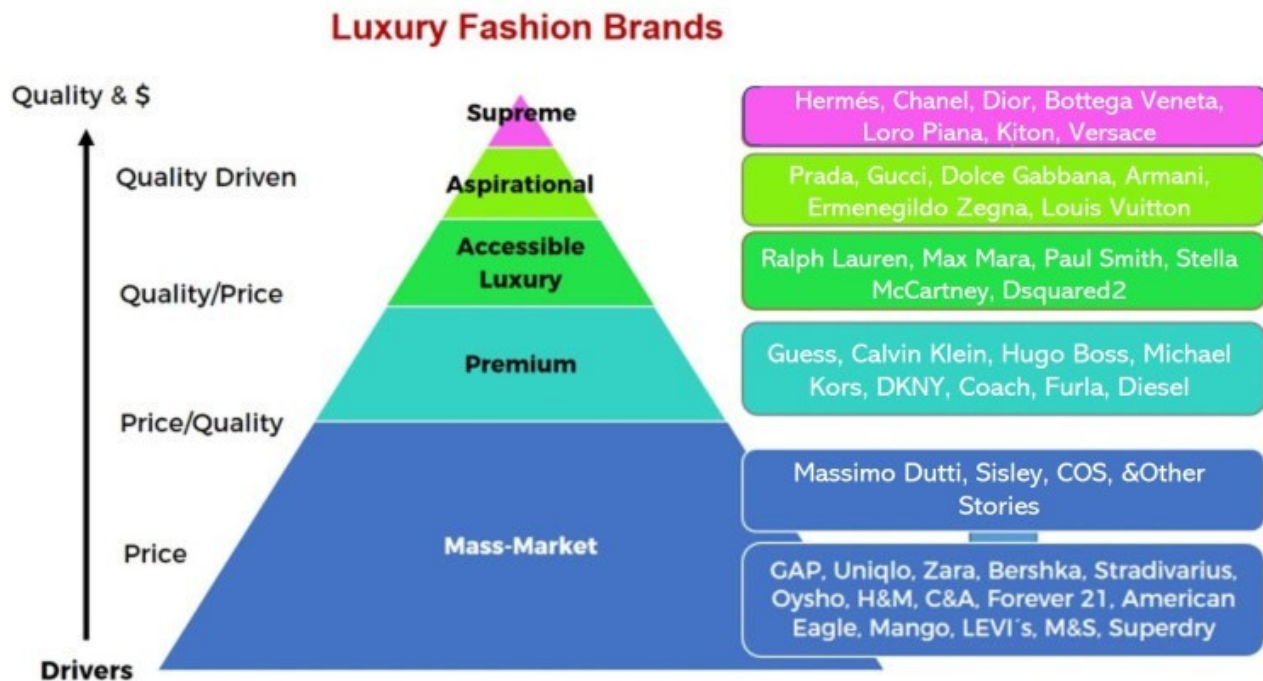 Luxury Fashion Brands
Quality & $
Quality Driven
Quality/Price
Price/Quality
Price
Drivers
Supreme
Aspirational
Accessible
Luxury
Premium
Mass-Market
Hermés, Chanel, Dior, Bottega Veneta,
Loro Piana, Kiton, Versace
Prada, Gucci, Dolce Gabbana, Armani,
Ermenegildo Zegna, Louis Vuitton
Ralph Lauren, Max Mara, Paul Smith, Stella
McCartney, Dsquared2
Guess, Calvin Klein, Hugo Boss, Michael
Kors, DKNY, Coach, Furla, Diesel
Massimo Dutti, Sisley, COS, &Other
Stories
GAP, Uniqlo, Zara, Bershka, Stradivarius,
Oysho, H&M, C&A, Forever 21, American
Eagle, Mango, LEVI´s, M&S, Superdry